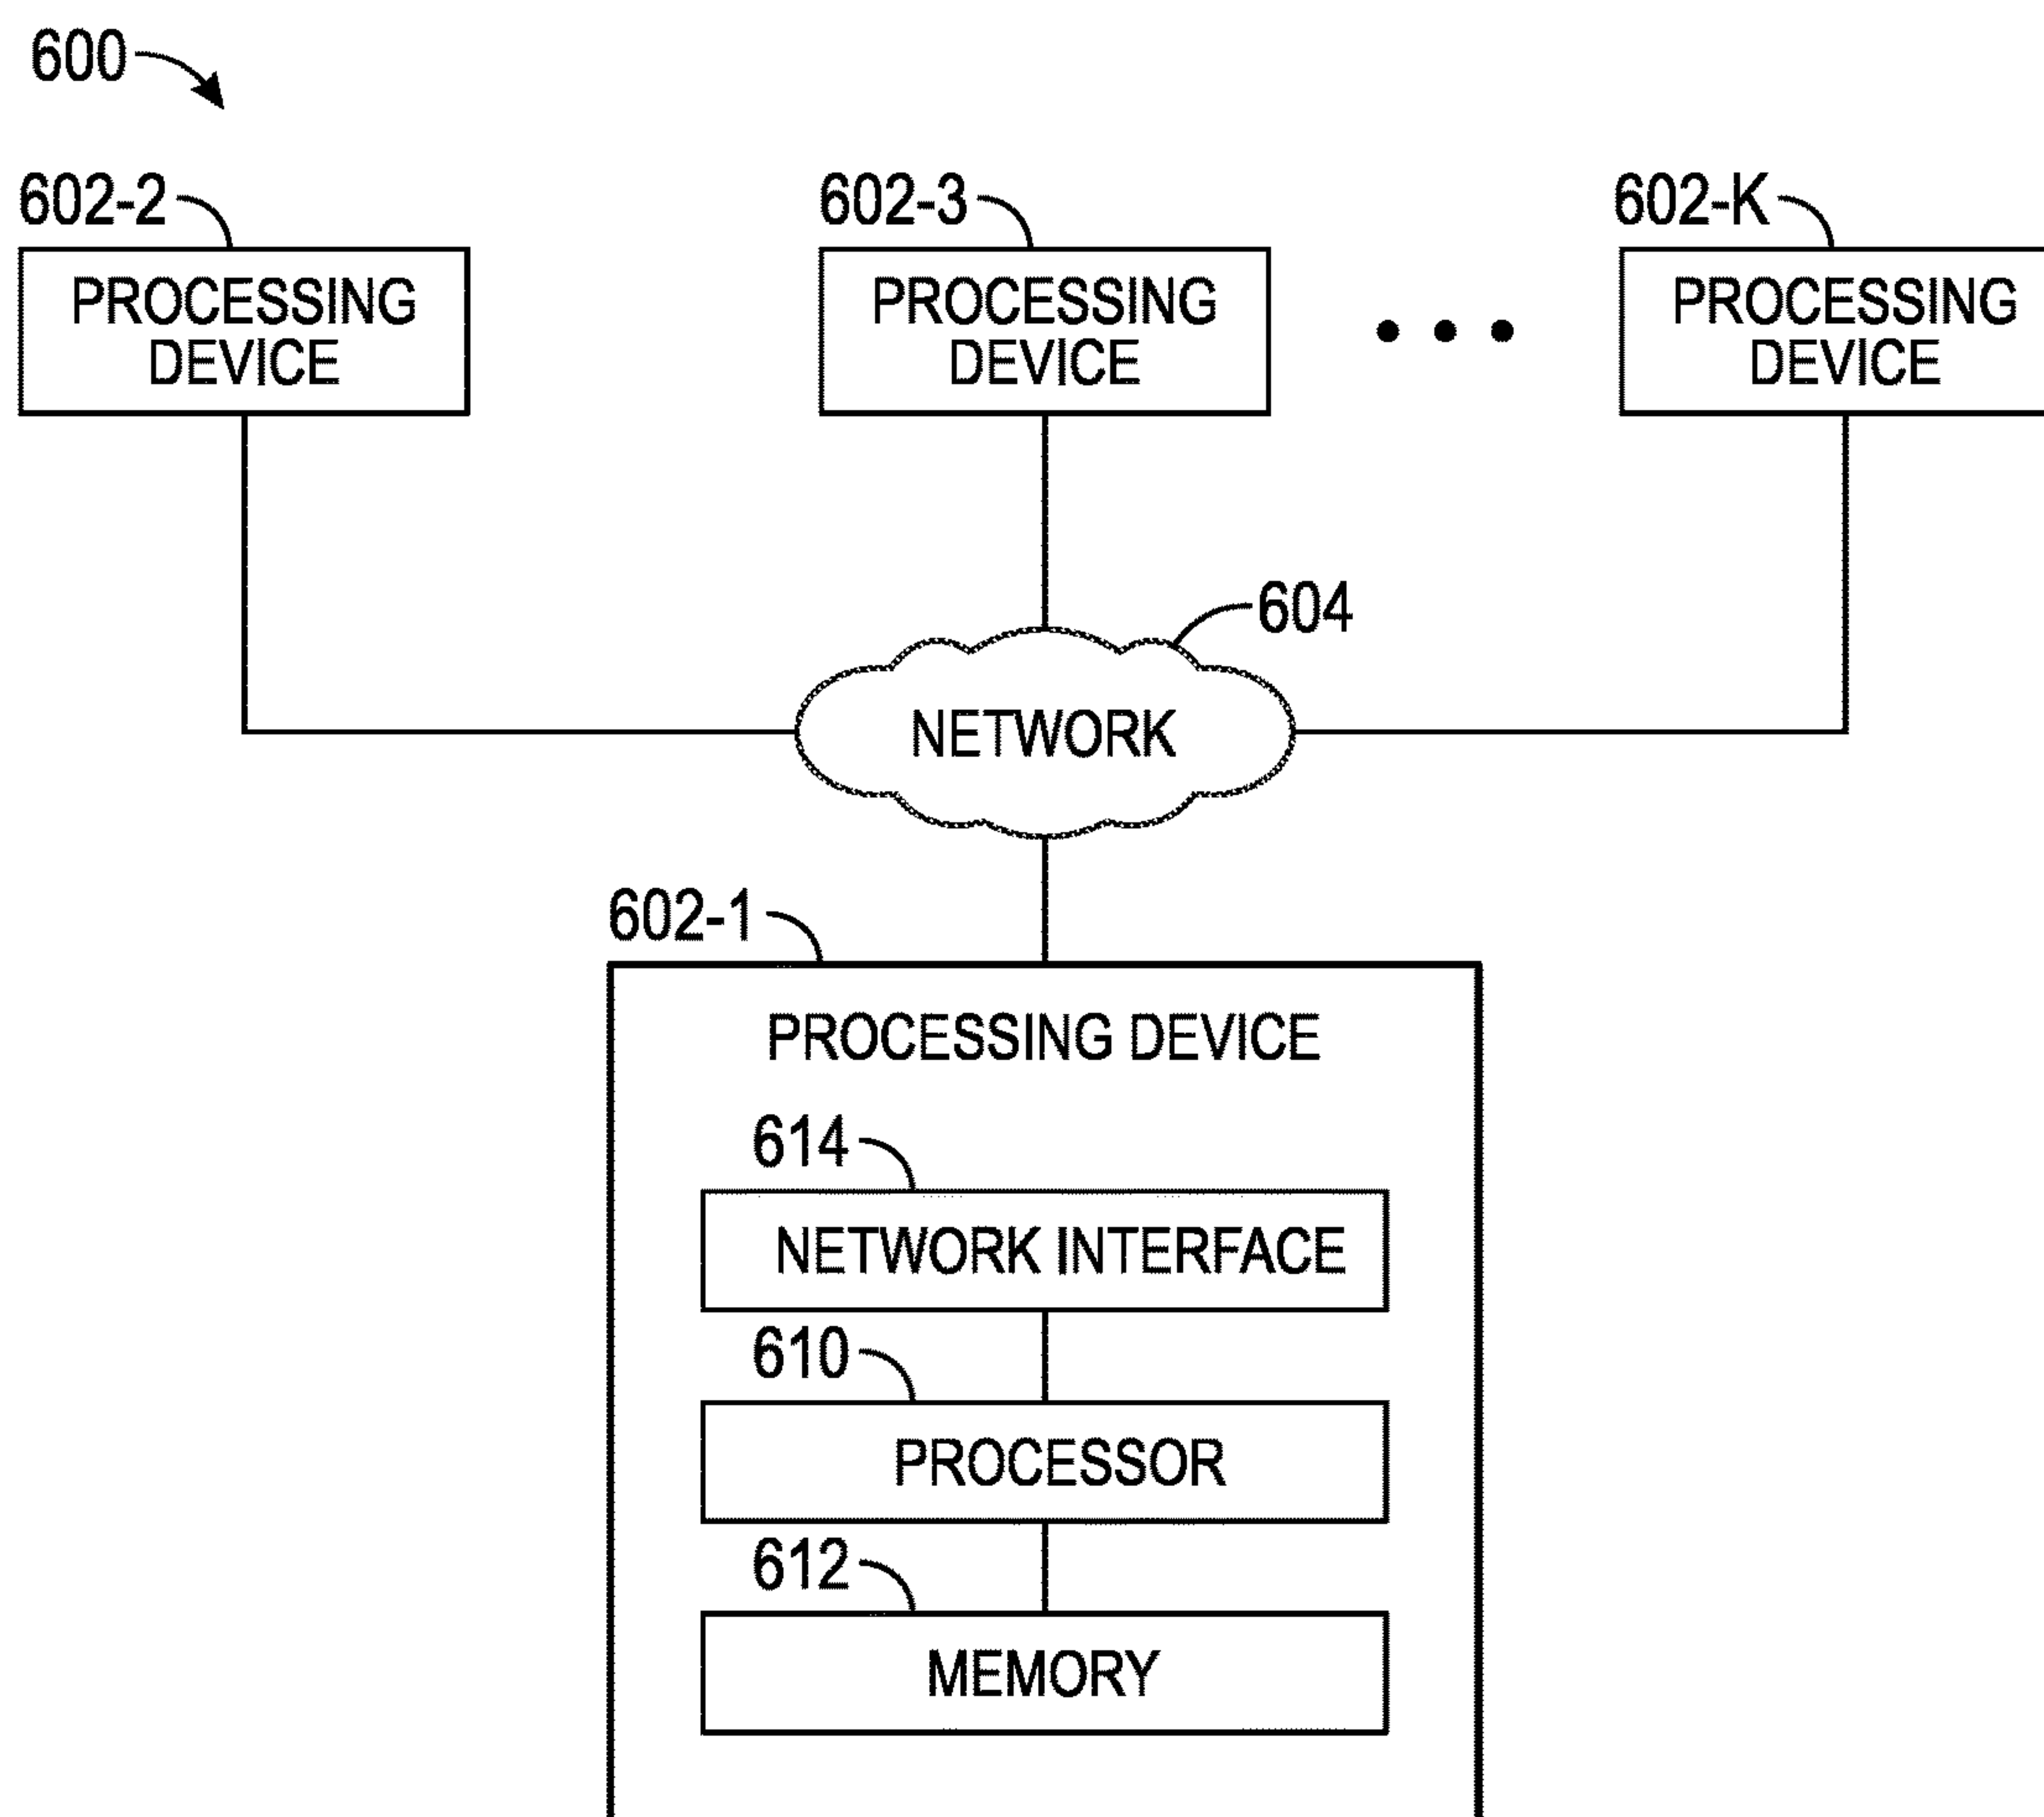 600
602-2
602-3
602-K
PROCESSING
DEVICE
PROCESSING
DEVICE
PROCESSING
DEVICE
604
NETWORK
602-1
PROCESSING DEVICE
614
NETWORK INTERFACE
610
PROCESSOR
612
MEMORY